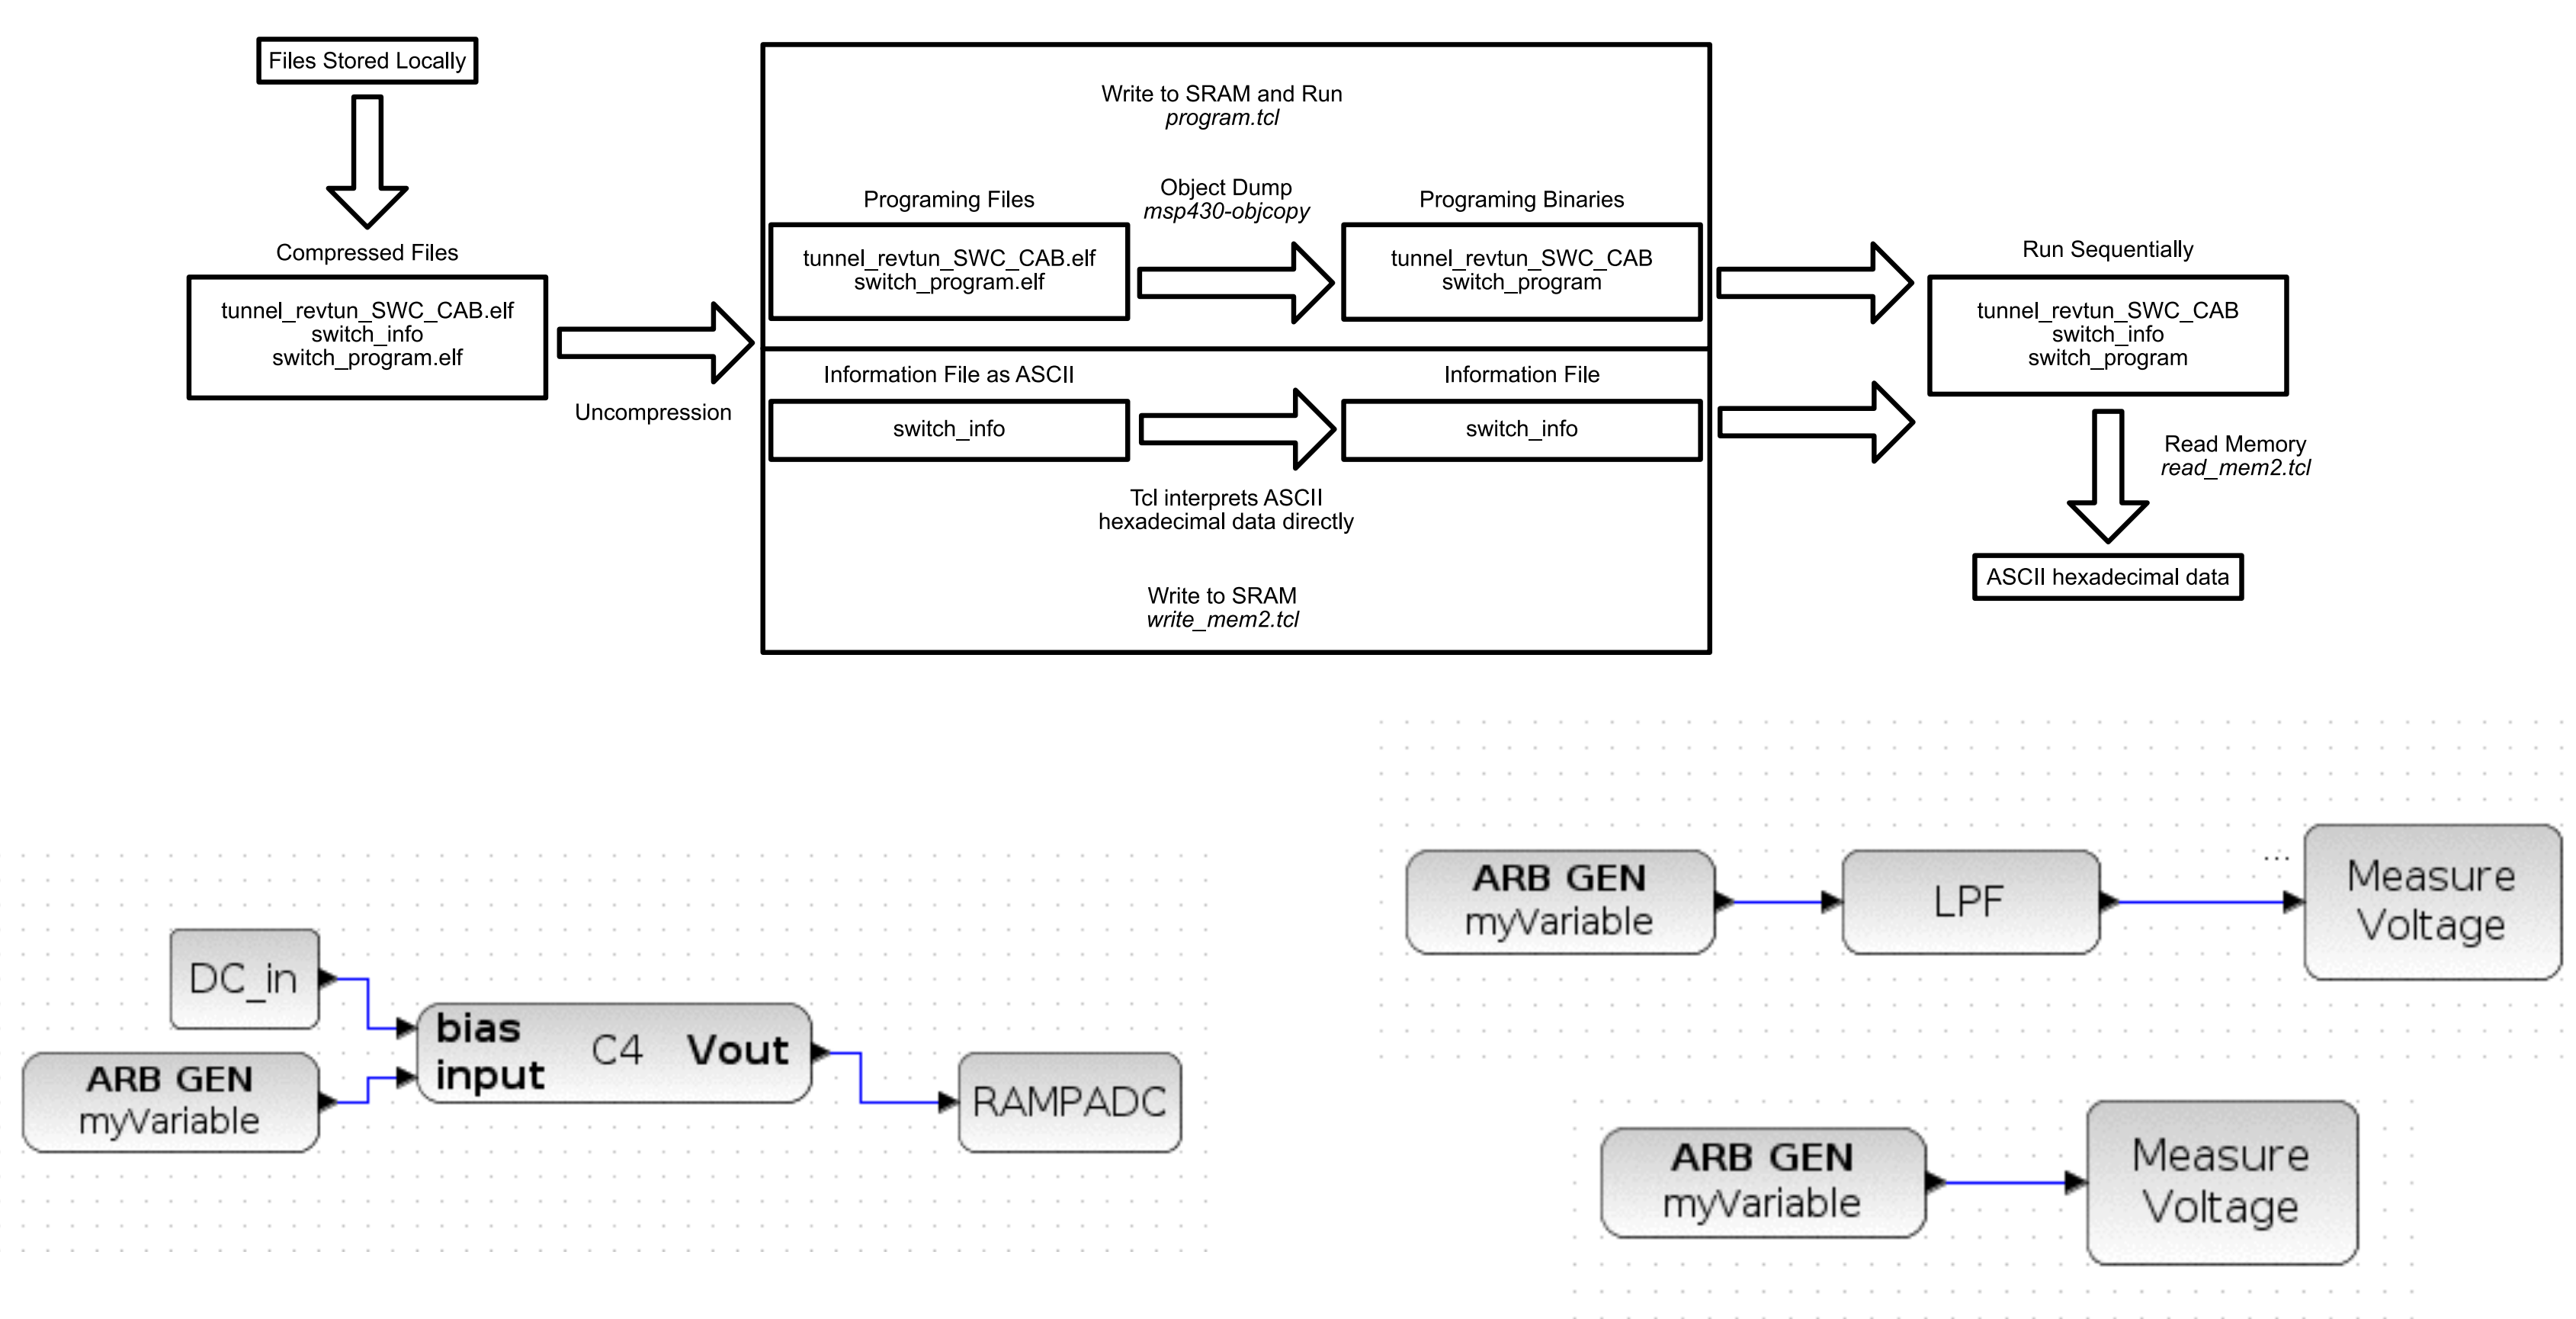 Files Stored Locally
Compressed Files
tunnel_revtun_SWC_CAB.elf
switch_info
switch_program.elf
Uncompression
Write to SRAM and Run
program.tcl
Programing Files
tunnel_revtun_SWC_CAB.elf
switch_program.elf
Object Dump
msp430-objcopy
Programing Binaries
tunnel_revtun_SWC_CAB
switch_program
Information File as ASCII
switch_info
Information File
switch_info
Tcl interprets ASCII
hexadecimal data directly
Write to SRAM
write_mem2.tcl
Run Sequentially
tunnel_revtun_SWC_CAB
switch_info
switch_program
Read Memory
read_mem2.tcl
ASCII hexadecimal data
DC_in
ARB GEN
myVariable
bias
input
C4
Vout
RAMPADC
ARB GEN
myVariable
LPF
...
Measure
Voltage
ARB GEN
myVariable
Measure
Voltage